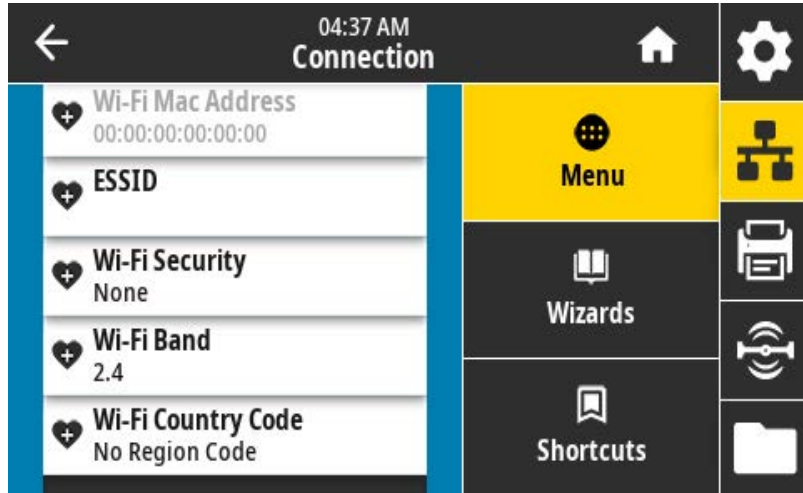 04:37 AM
Connection
Wi-Fi Mac Address
00:00:00:00:00:00
ESSID
Wi-Fi Security
None
Wi-Fi Band
2.4
Wi-Fi Country Code
No Region Code
Menu
Wizards
Shortcuts